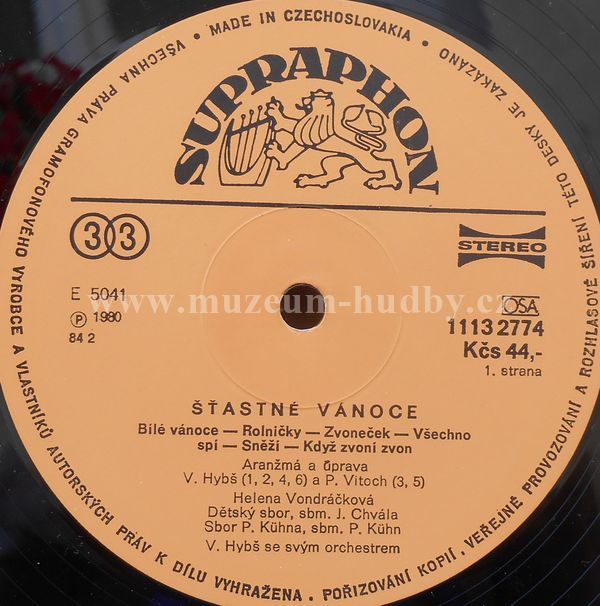 VŠECHNA PRÁVA GRAMOFONOVÉHO VÝROBCE A VLASTNÍKŮ AUTORSKÝCH PRÁV K DÍLU VYHRAŽENA. POŘIZOVÁNÍ KOPIÍ, VEŘEJNÉ PROVOZOVÁNÍ A ROZHLASOVÉ ŠÍŘENÍ TÉTO DESKY JE ZAKÁZÁNO • MADE IN CZECHOSLOVAKIA •
SUPRAPHON
33
STEREO
E 5041
www.muzeum-hudby.cz
OSA
℗ 1980
1113 2774
84 2
Kčs 44,-
1. strana
ŠŤASTNÉ VÁNOCE
Bílé vánoce — Rolničky — Zvoneček — Všechno
spí — Sněží — Když zvoní zvon
Aranžmá a úprava
V. Hybš (1, 2, 4, 6) a P. Vitoch (3, 5)
Helena Vondráčková
Dětský sbor, sbm. J. Chvála
Sbor P. Kühna, sbm. P. Kühn
V. Hybš se svým orchestrem